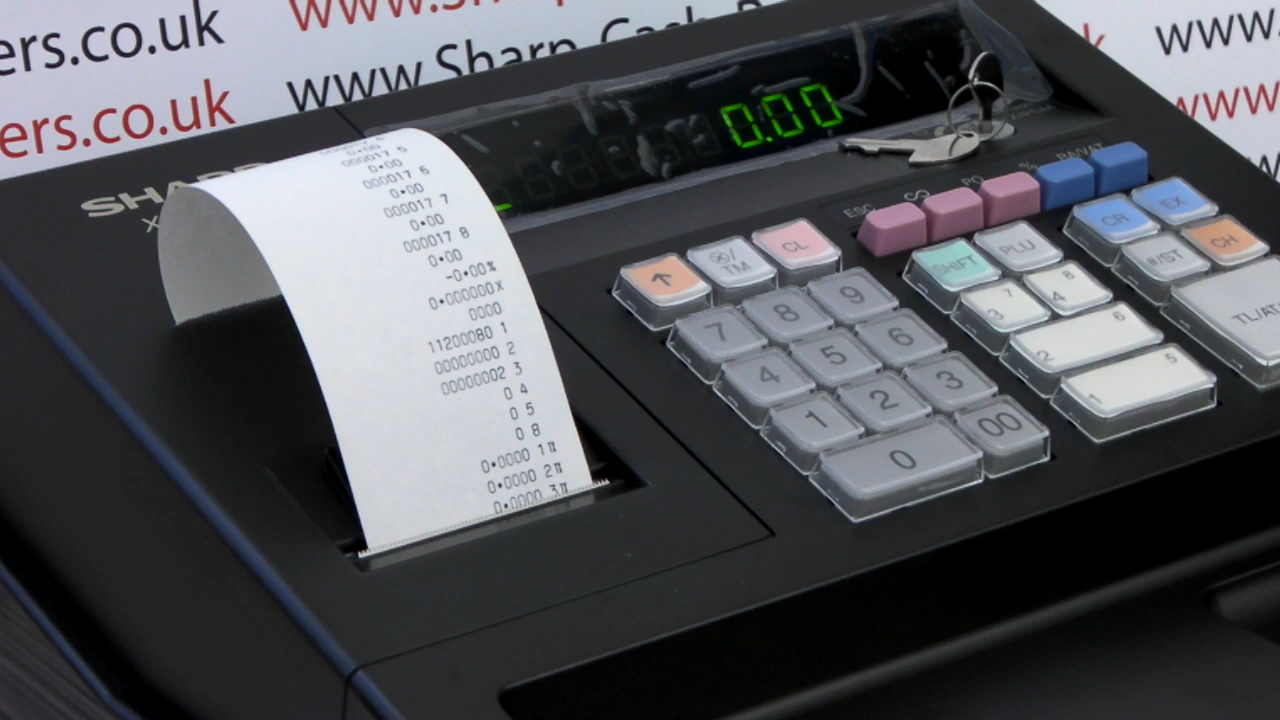 ers.co.uk
www.Sharp
www.
ers.co.uk
www.Sharp Cash
www.
SHARP
X
0.00
000017 5
0.00
000017 6
0.00
000017 7
0.00
000017 8
0.00
-0.00%
0.000000X
0000
11200080 1
00000000 2
00000002 3
0 4
0 5
0 8
0.0000 1π
0.0000 2π
0.0000 3π
ESC
PO
%
RA/VAT
↑
⊗/TM
CL
7
8
9
4
5
6
1
2
3
0
00
SHIFT
PLU
CR
EX
#/ST
CH
TL/AT
3 7
4 8
2 6
1 5